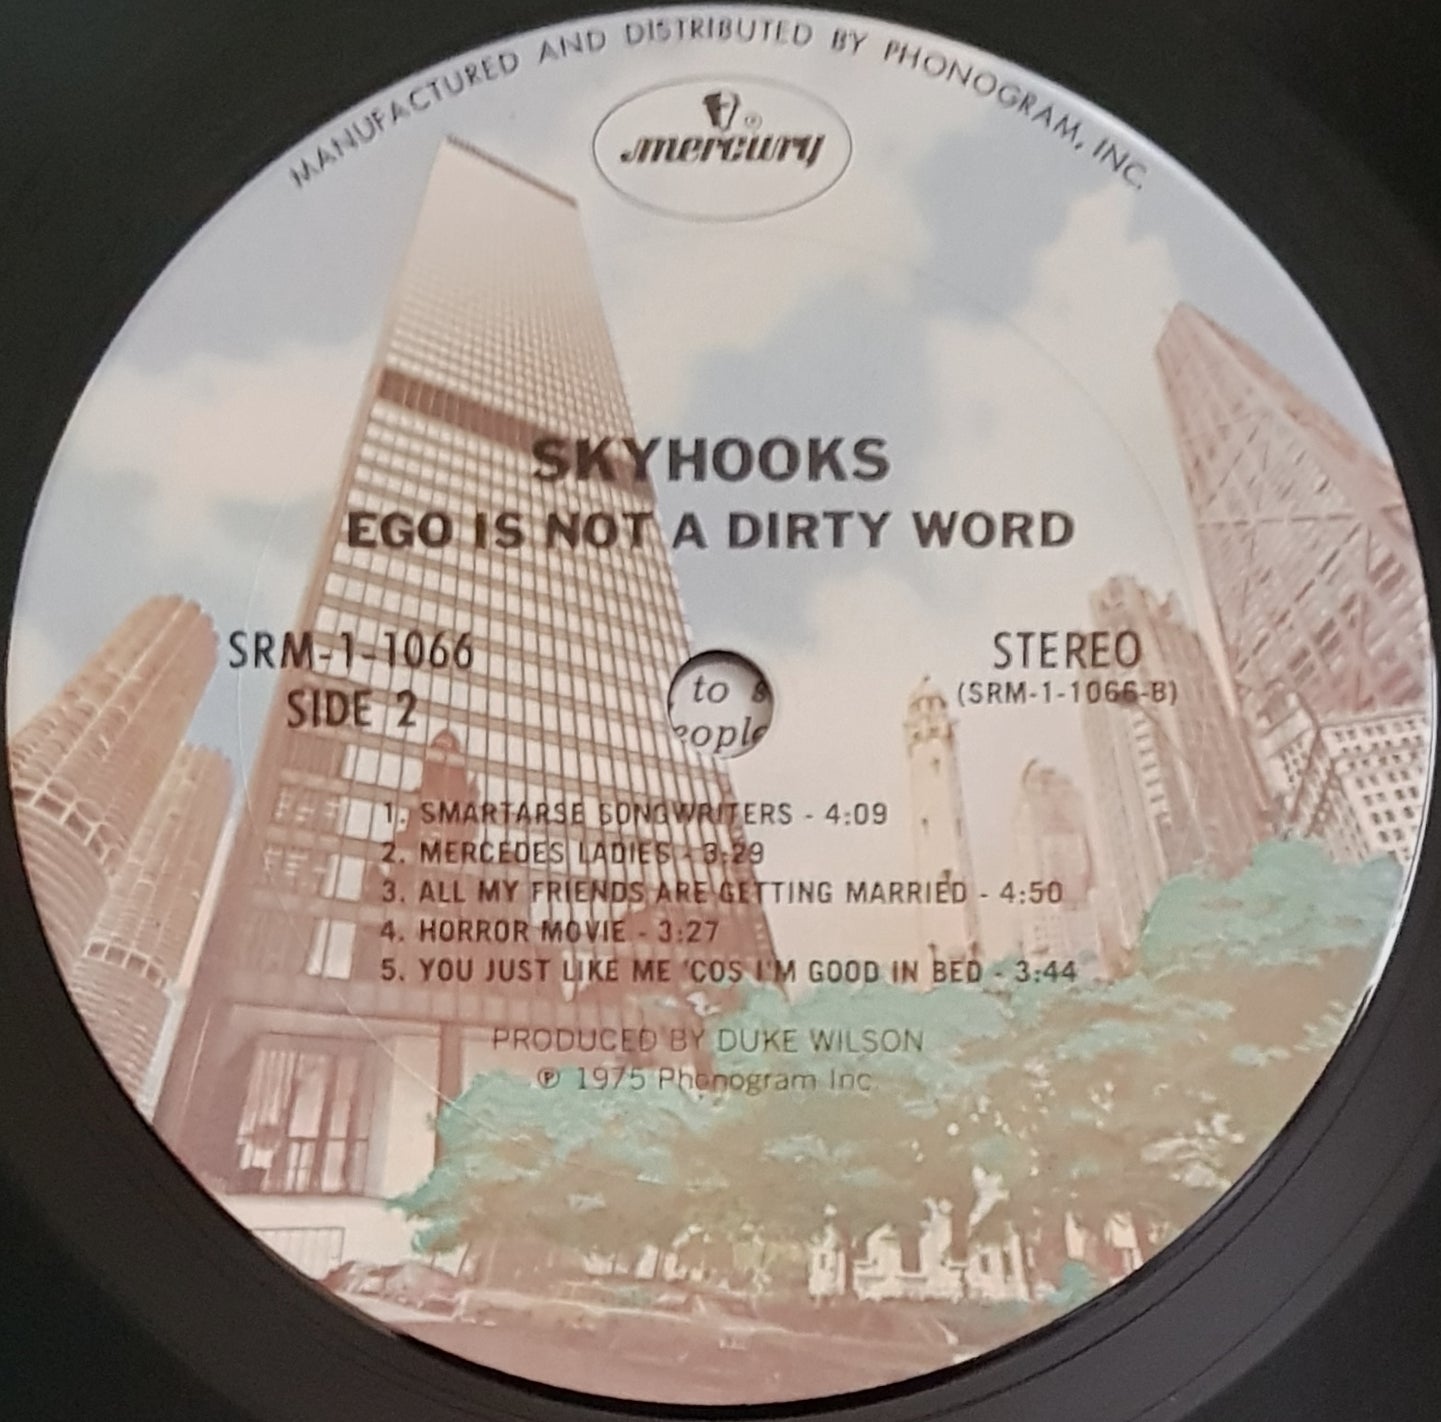 MANUFACTURED AND DISTRIBUTED BY PHONOGRAM, INC.
mercury
SKYHOOKS
EGO IS NOT A DIRTY WORD
SRM-1-1066
STEREO
SIDE 2
(SRM-1-1066-B)
to
1. SMARTARSE SONGWRITERS - 4:09
2. MERCEDES LADIES - 3:29
3. ALL MY FRIENDS ARE GETTING MARRIED - 4:50
4. HORROR MOVIE - 3:27
5. YOU JUST LIKE ME 'COS I'M GOOD IN BED - 3:44
PRODUCED BY DUKE WILSON
℗ 1975 Phonogram Inc.